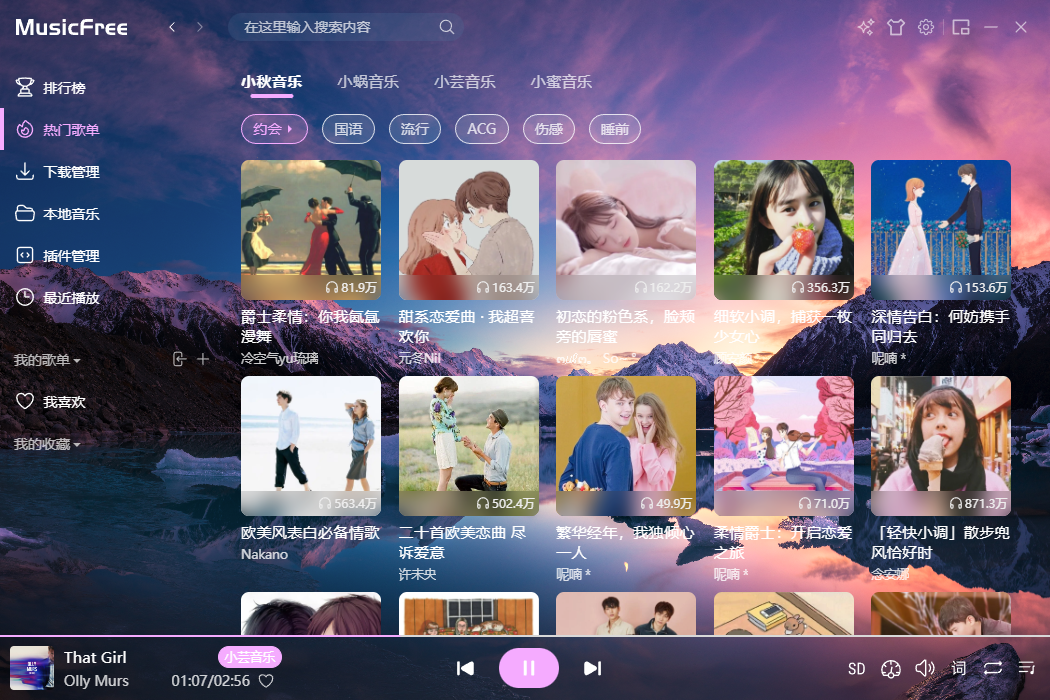 MusicFree
在这里输入搜索内容
排行榜
热门歌单
下载管理
本地音乐
插件管理
最近播放
我的歌单
我喜欢
我的收藏
小秋音乐 小蜗音乐 小芸音乐 小蜜音乐
约会 国语 流行 ACG 伤感 睡前
81.9万 163.4万 162.2万 356.3万 153.6万
爵士柔情：你我氤氲漫舞
冷空气yu琉璃
甜系恋爱曲 · 我超喜欢你
元冬Nil
初恋的粉色系，脸颊旁的唇蜜
细软小调，捕获一枚少女心
深情告白：何妨携手同归去
呢喃 *
563.4万 502.4万 49.9万 71.0万 871.3万
欧美风表白必备情歌
Nakano
二十首欧美恋曲 尽诉爱意
许未央
繁华经年，我独倾心一人
呢喃 *
柔情爵士：开启恋爱之旅
呢喃 *
「轻快小调」散步兜风恰好时
念安娜
OLLY MURS
That Girl
Olly Murs
小芸音乐
01:07/02:56
SD 词